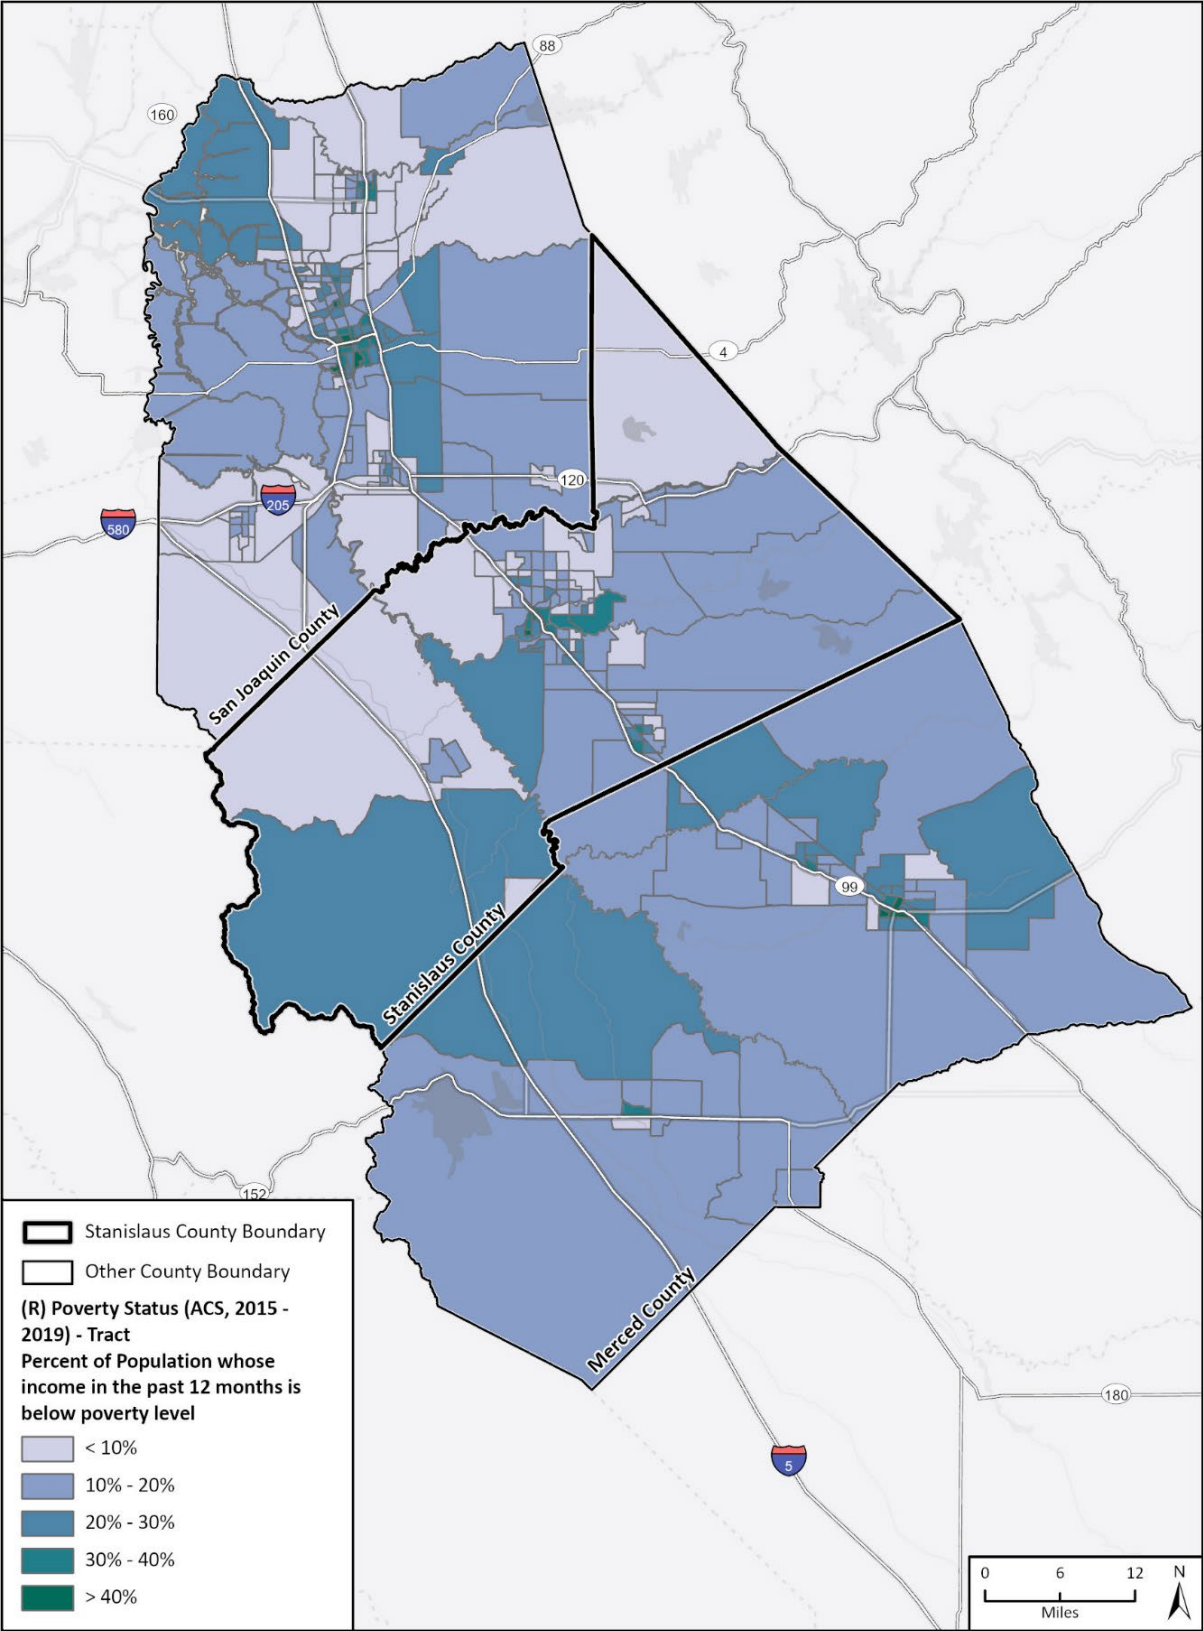 88
160
4
120
205
580
San Joaquin County
99
Stanislaus County
152
Merced County
180
5
Stanislaus County Boundary
Other County Boundary
(R) Poverty Status (ACS, 2015 -
2019) - Tract
Percent of Population whose
income in the past 12 months is
below poverty level
< 10%
10% - 20%
20% - 30%
30% - 40%
> 40%
0 6 12 N
Miles